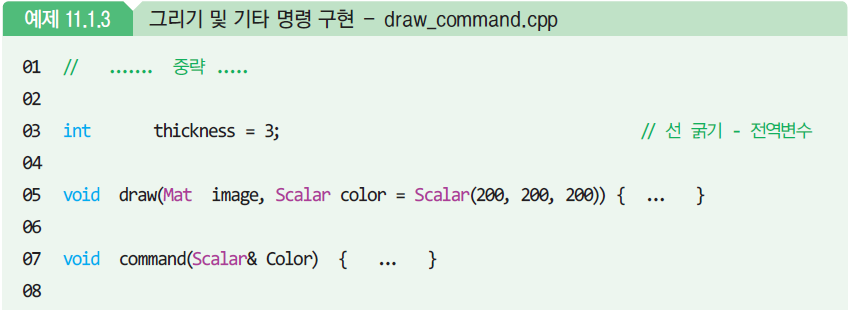 예제 11.1.3 그리기 및 기타 명령 구현 - draw_command.cpp
01 // ....... 중략 .....
02
03 int thickness = 3; // 선 굵기 - 전역변수
04
05 void draw(Mat image, Scalar color = Scalar(200, 200, 200)) { ... }
06
07 void command(Scalar& Color) { ... }
08